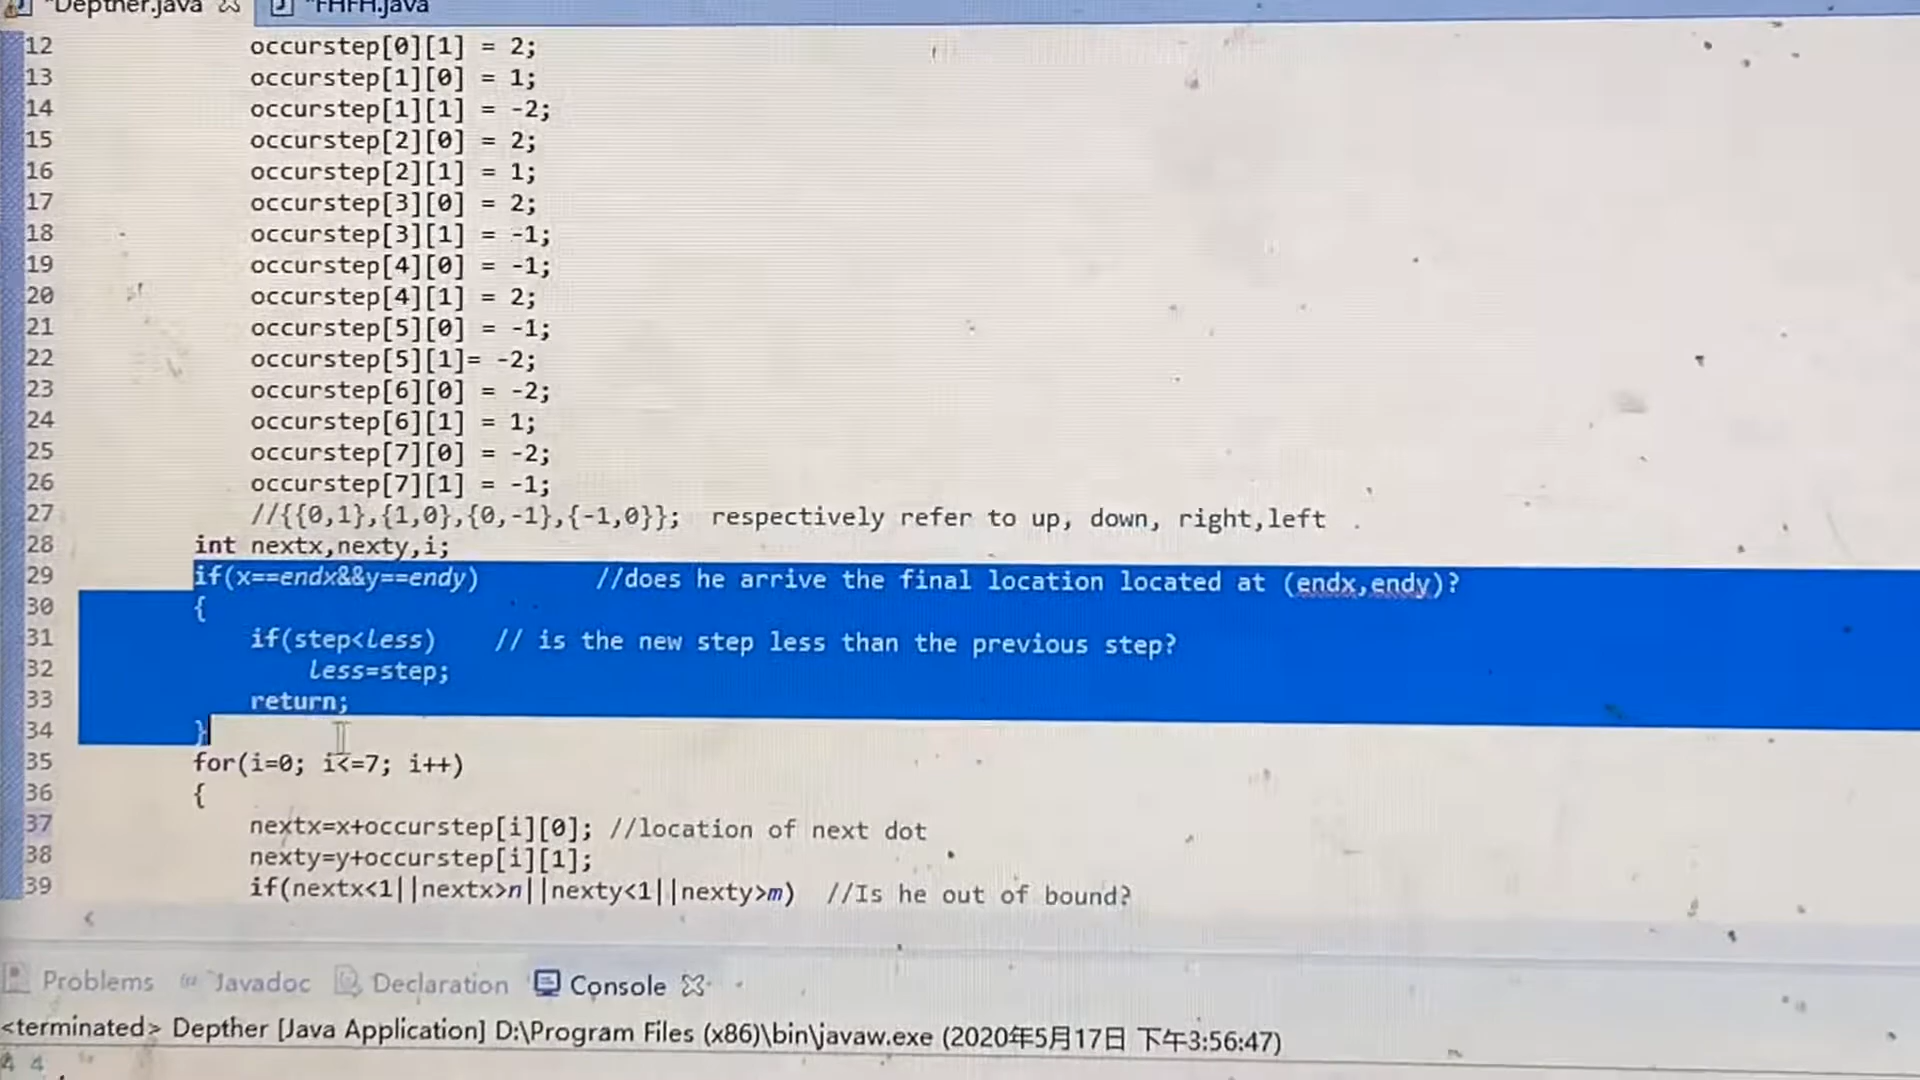 *Depther.java
*FHFH.java
12 occurstep[0][1] = 2;
13 occurstep[1][0] = 1;
14 occurstep[1][1] = -2;
15 occurstep[2][0] = 2;
16 occurstep[2][1] = 1;
17 occurstep[3][0] = 2;
18 occurstep[3][1] = -1;
19 occurstep[4][0] = -1;
20 occurstep[4][1] = 2;
21 occurstep[5][0] = -1;
22 occurstep[5][1]= -2;
23 occurstep[6][0] = -2;
24 occurstep[6][1] = 1;
25 occurstep[7][0] = -2;
26 occurstep[7][1] = -1;
27 //{{0,1},{1,0},{0,-1},{-1,0}}; respectively refer to up, down, right,left
28 int nextx,nexty,i;
29 if(x==endx&&y==endy) //does he arrive the final location located at (endx,endy)?
30 {
31 if(step<less) // is the new step less than the previous step?
32 less=step;
33 return;
34 }
35 for(i=0; i<=7; i++)
36 {
37 nextx=x+occurstep[i][0]; //location of next dot
38 nexty=y+occurstep[i][1];
39 if(nextx<1||nextx>n||nexty<1||nexty>m) //Is he out of bound?
Problems @ Javadoc Declaration Console
<terminated> Depther [Java Application] D:\Program Files (x86)\bin\javaw.exe (2020年5月17日 下午3:56:47)
4 4